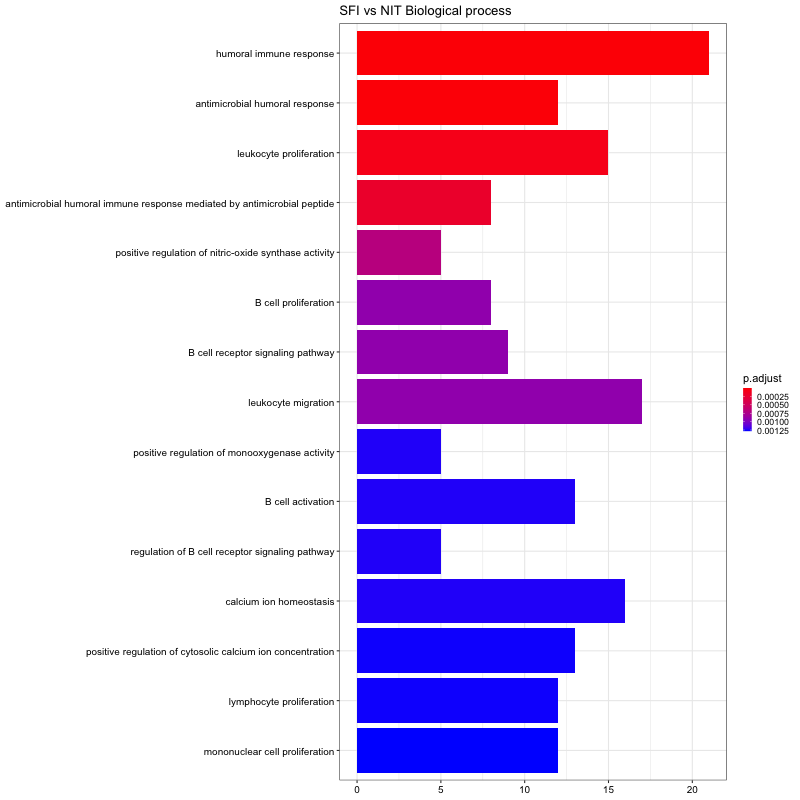 SFI vs NIT Biological process
humoral immune response
antimicrobial humoral response
leukocyte proliferation
antimicrobial humoral immune response mediated by antimicrobial peptide
positive regulation of nitric-oxide synthase activity
B cell proliferation
B cell receptor signaling pathway
leukocyte migration
positive regulation of monooxygenase activity
B cell activation
regulation of B cell receptor signaling pathway
calcium ion homeostasis
positive regulation of cytosolic calcium ion concentration
lymphocyte proliferation
mononuclear cell proliferation
0 5 10 15 20
p.adjust
0.00025
0.00050
0.00075
0.00100
0.00125